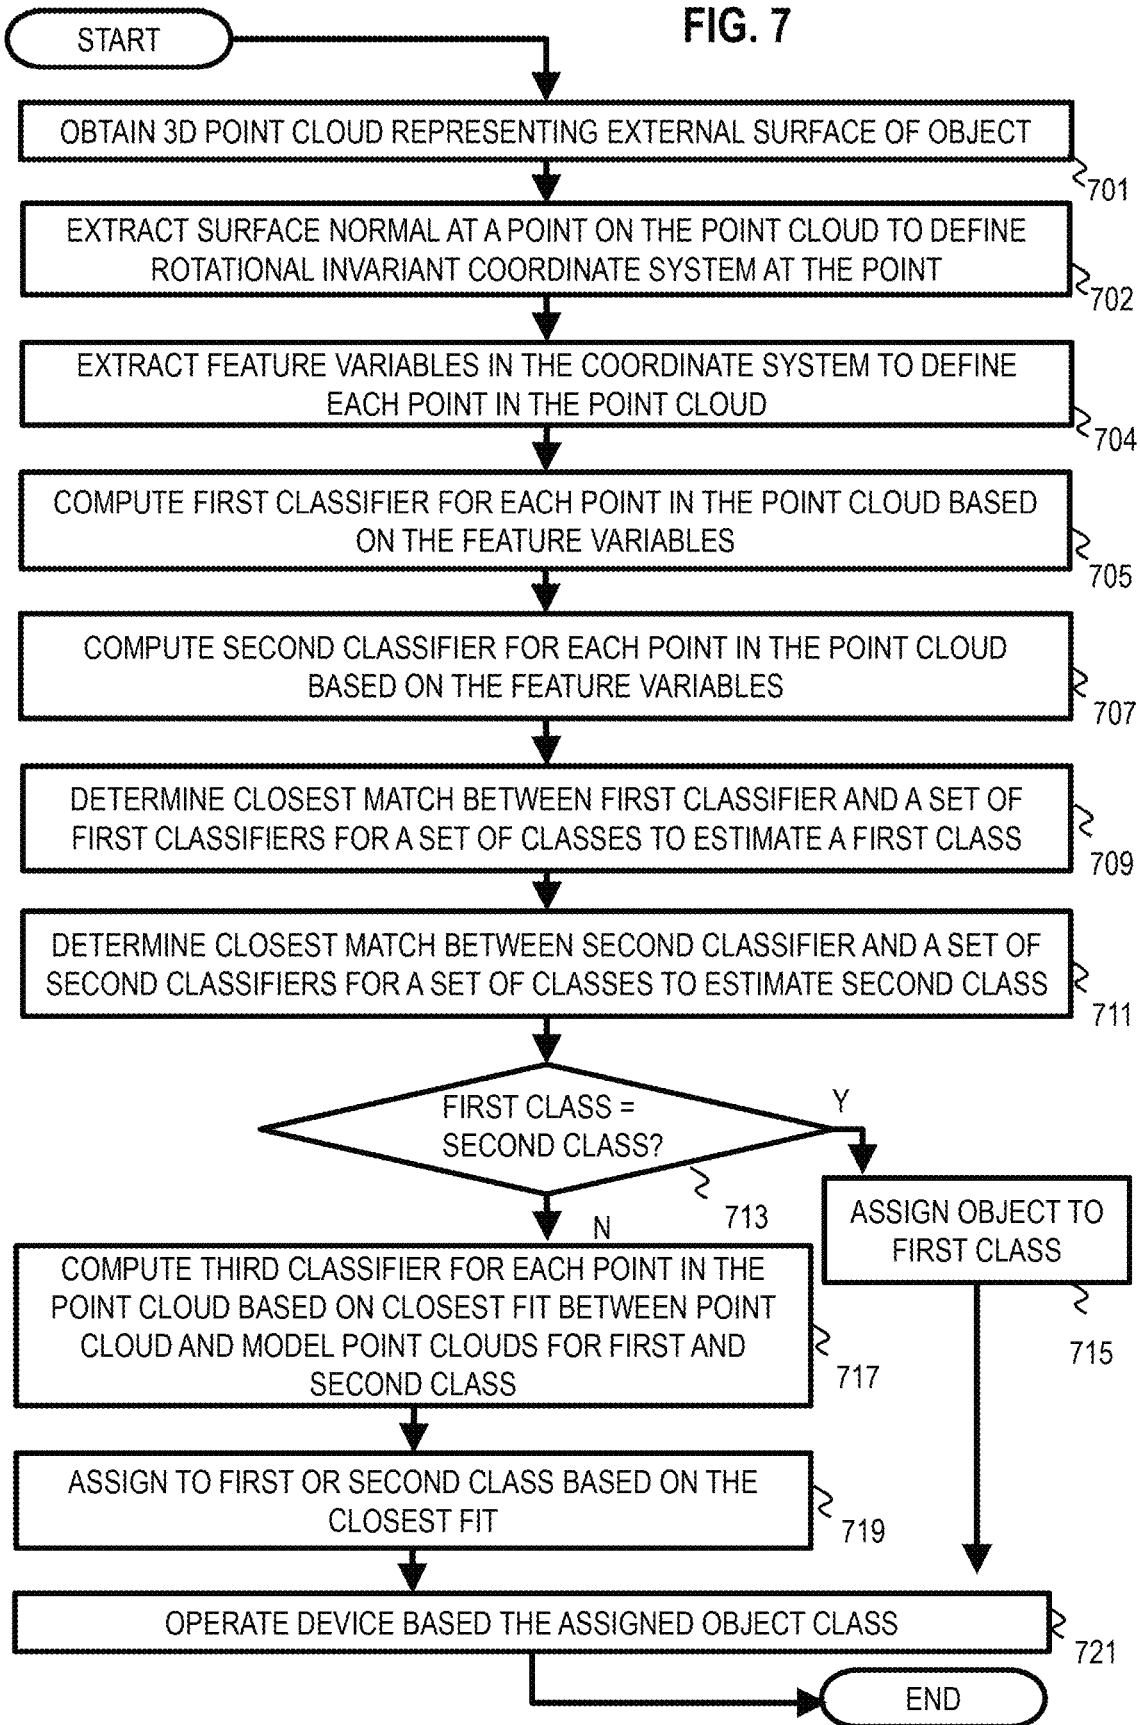 FIG. 7
START
OBTAIN 3D POINT CLOUD REPRESENTING EXTERNAL SURFACE OF OBJECT
701
EXTRACT SURFACE NORMAL AT A POINT ON THE POINT CLOUD TO DEFINE
ROTATIONAL INVARIANT COORDINATE SYSTEM AT THE POINT
702
EXTRACT FEATURE VARIABLES IN THE COORDINATE SYSTEM TO DEFINE
EACH POINT IN THE POINT CLOUD
704
COMPUTE FIRST CLASSIFIER FOR EACH POINT IN THE POINT CLOUD BASED
ON THE FEATURE VARIABLES
705
COMPUTE SECOND CLASSIFIER FOR EACH POINT IN THE POINT CLOUD
BASED ON THE FEATURE VARIABLES
707
DETERMINE CLOSEST MATCH BETWEEN FIRST CLASSIFIER AND A SET OF
FIRST CLASSIFIERS FOR A SET OF CLASSES TO ESTIMATE A FIRST CLASS
709
DETERMINE CLOSEST MATCH BETWEEN SECOND CLASSIFIER AND A SET OF
SECOND CLASSIFIERS FOR A SET OF CLASSES TO ESTIMATE SECOND CLASS
711
FIRST CLASS =
SECOND CLASS?
Y
713
N
ASSIGN OBJECT TO
FIRST CLASS
715
COMPUTE THIRD CLASSIFIER FOR EACH POINT IN THE
POINT CLOUD BASED ON CLOSEST FIT BETWEEN POINT
CLOUD AND MODEL POINT CLOUDS FOR FIRST AND
SECOND CLASS
717
ASSIGN TO FIRST OR SECOND CLASS BASED ON THE
CLOSEST FIT
719
OPERATE DEVICE BASED THE ASSIGNED OBJECT CLASS
721
END